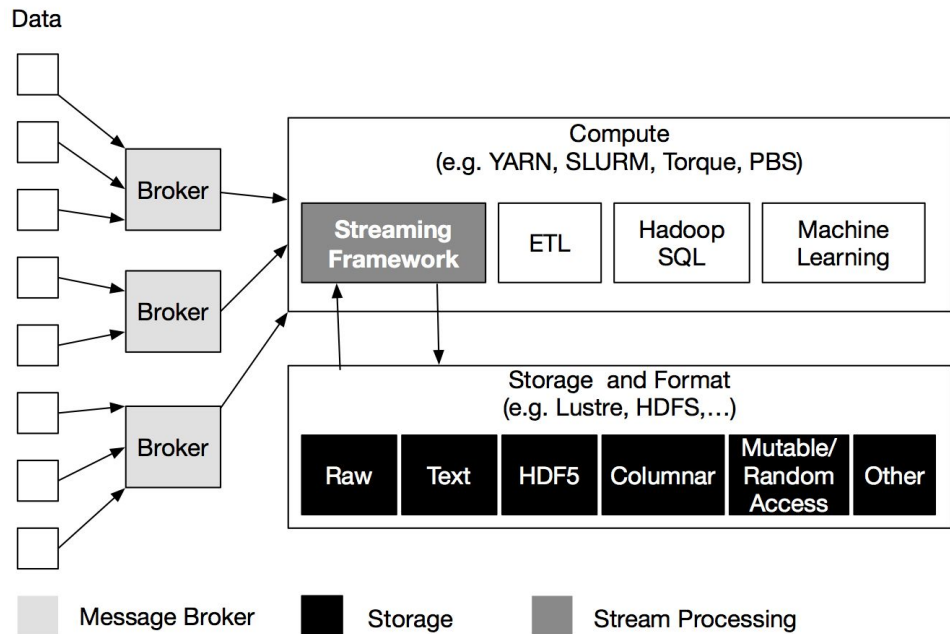 Data
Broker
Broker
Broker
Compute
(e.g. YARN, SLURM, Torque, PBS)
Streaming
Framework
ETL
Hadoop
SQL
Machine
Learning
Storage and Format
(e.g. Lustre, HDFS,...)
Raw
Text
HDF5
Columnar
Mutable/
Random
Access
Other
Message Broker
Storage
Stream Processing